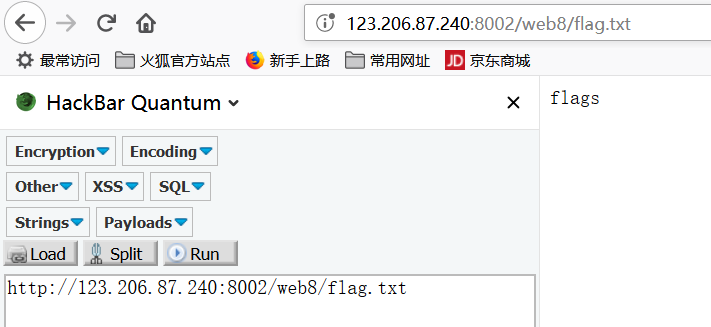 123.206.87.240:8002/web8/flag.txt
最常访问 火狐官方站点 新手上路 常用网址 JD 京东商城
HackBar Quantum
flags
Encryption Encoding
Other XSS SQL
Strings Payloads
Load Split Run
http://123.206.87.240:8002/web8/flag.txt